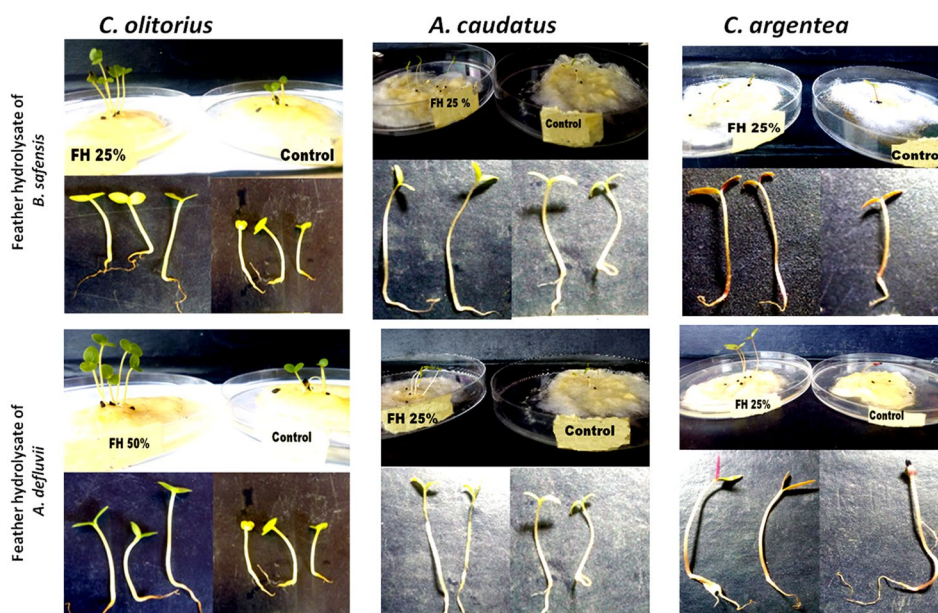 C. olitorius
A. caudatus
C. argentea
Feather hydrolysate of
B. safensis
FH 25%
Control
FH 25 %
Control
FH 25%
Control
Feather hydrolysate of
A. defluvii
FH 50%
Control
FH 25%
Control
FH 25%
Control